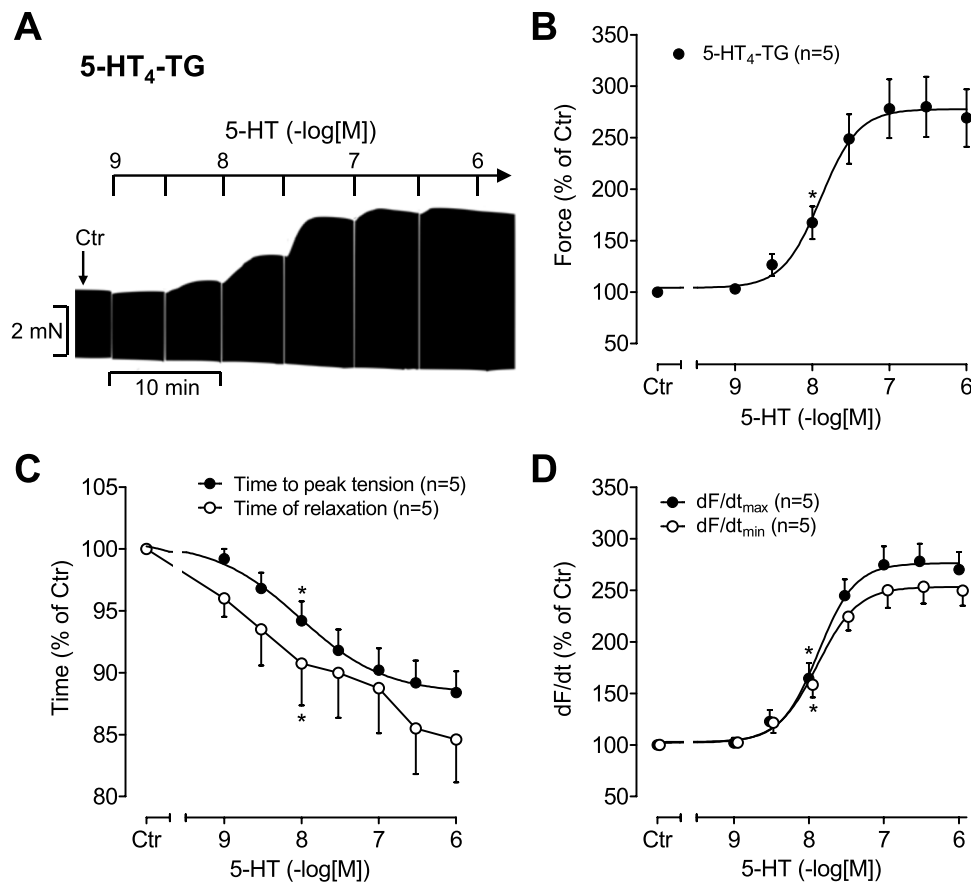 A
5-HT₄-TG
5-HT (-log[M])
9 8 7 6
Ctr
2 mN
10 min
B
350
300
250
200
150
100
50
Force (% of Ctr)
5-HT₄-TG (n=5)
*
Ctr 9 8 7 6
5-HT (-log[M])
C
105
100
95
90
85
80
Time (% of Ctr)
Time to peak tension (n=5)
Time of relaxation (n=5)
*
*
Ctr 9 8 7 6
5-HT (-log[M])
D
350
300
250
200
150
100
50
dF/dt (% of Ctr)
dF/dtmax (n=5)
dF/dtmin (n=5)
*
*
Ctr 9 8 7 6
5-HT (-log[M])